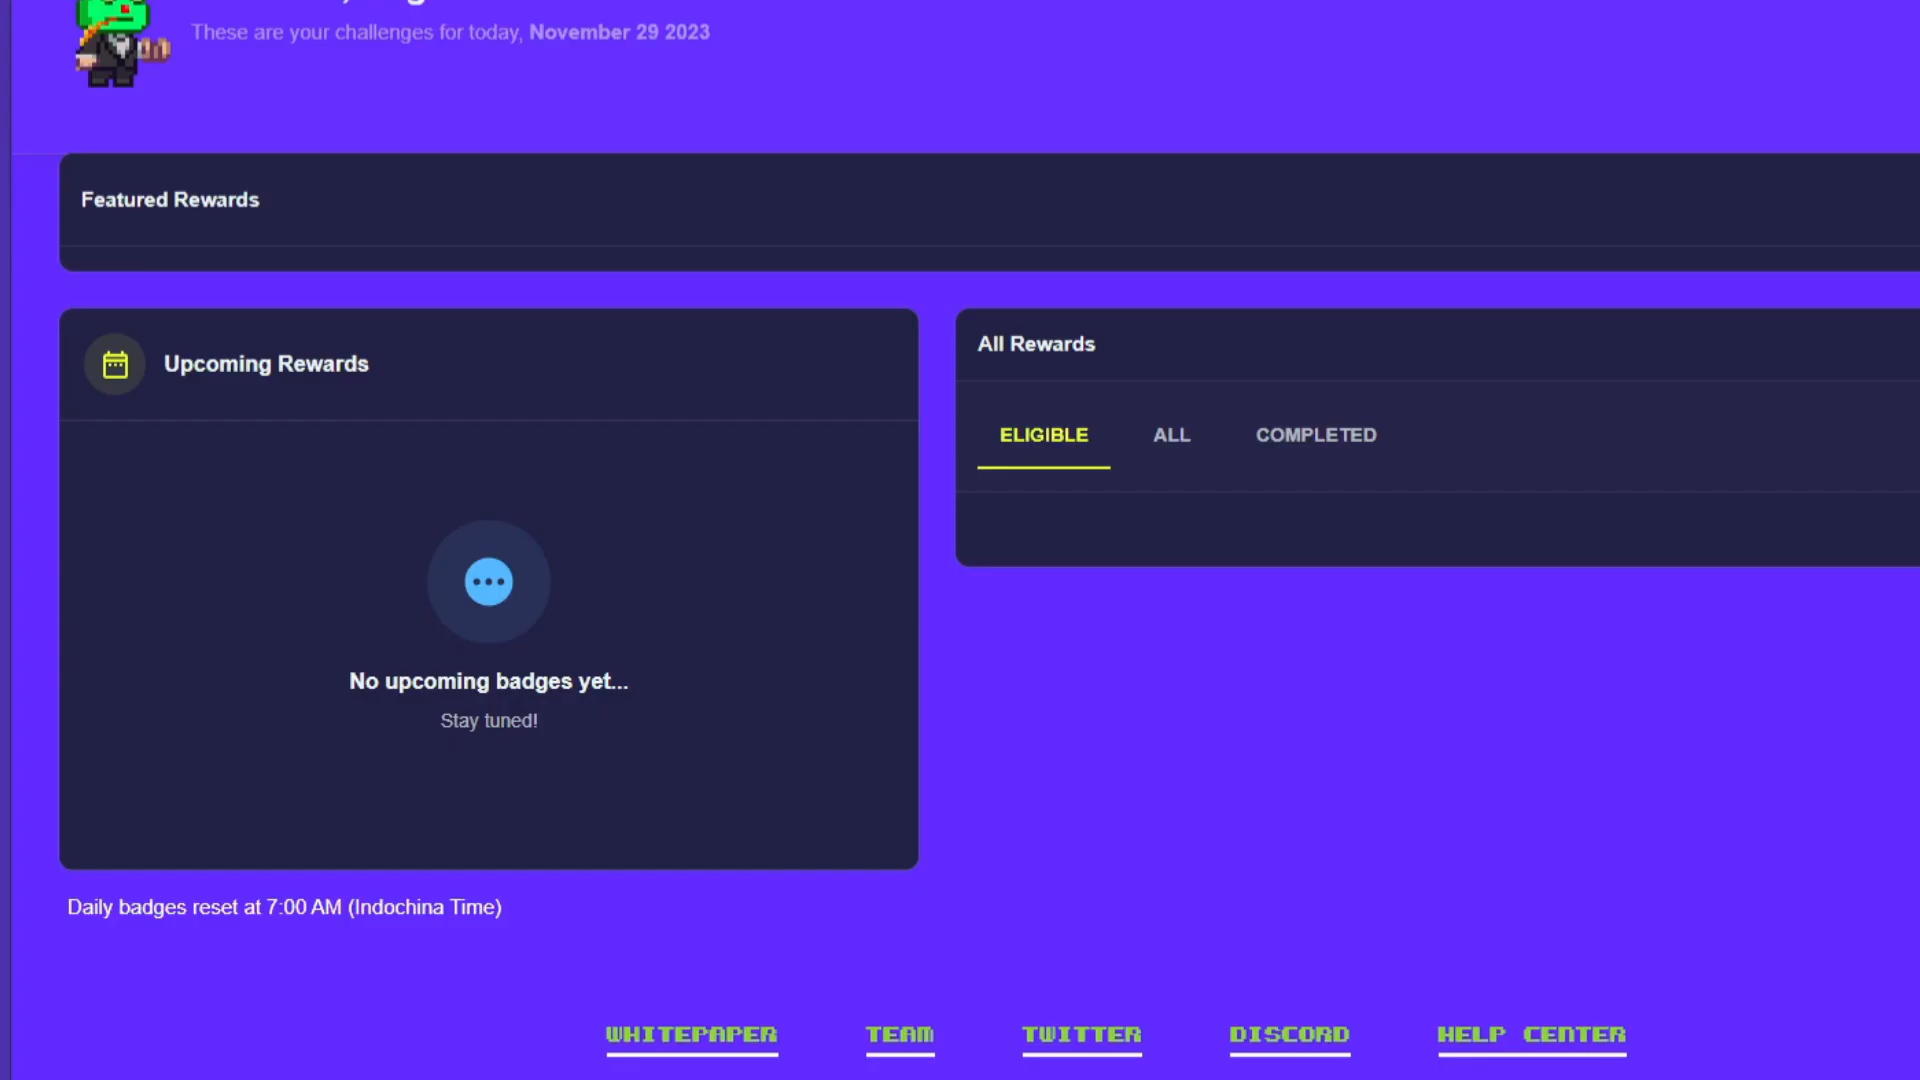 These are your challenges for today, November 29 2023
Featured Rewards
Upcoming Rewards
No upcoming badges yet...
Stay tuned!
All Rewards
ELIGIBLE ALL COMPLETED
Daily badges reset at 7:00 AM (Indochina Time)
WHITEPAPER TEAM TWITTER DISCORD HELP CENTER